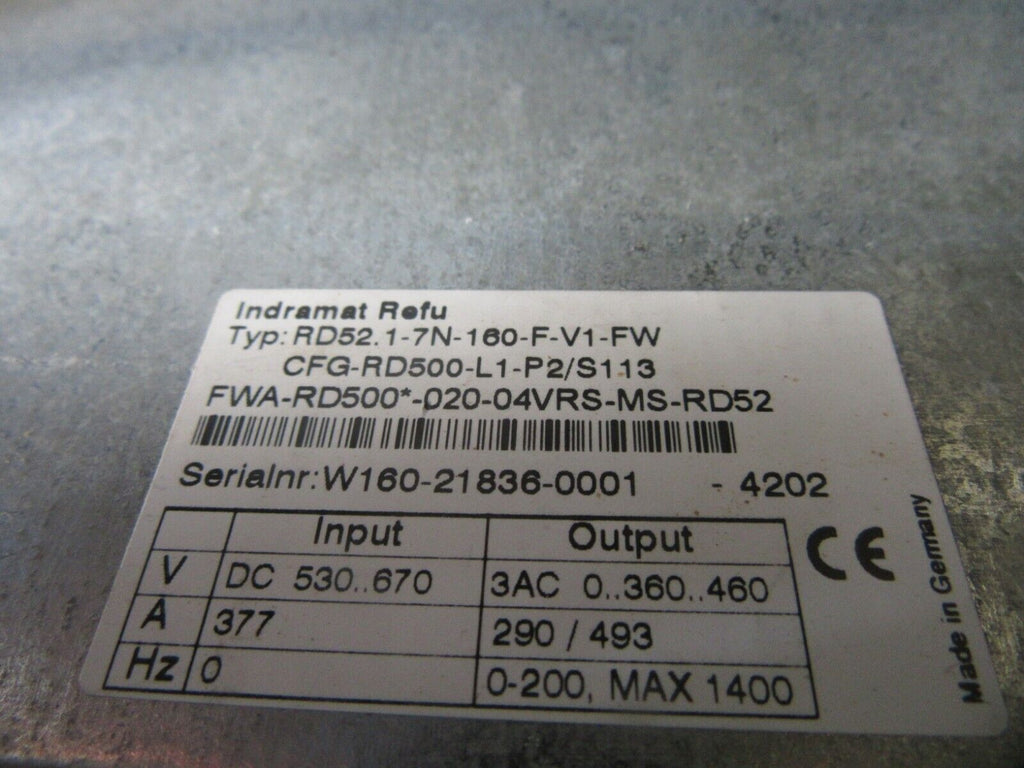 Indramat Refu
Typ: RD52.1-7N-160-F-V1-FW
CFG-RD500-L1-P2/S113
FWA-RD500*-020-04VRS-MS-RD52
Serialnr: W160-21836-0001 - 4202
Input Output
V DC 530..670 3AC 0..360..460
A 377 290 / 493
Hz 0 0-200, MAX 1400
CE
Made in Germany